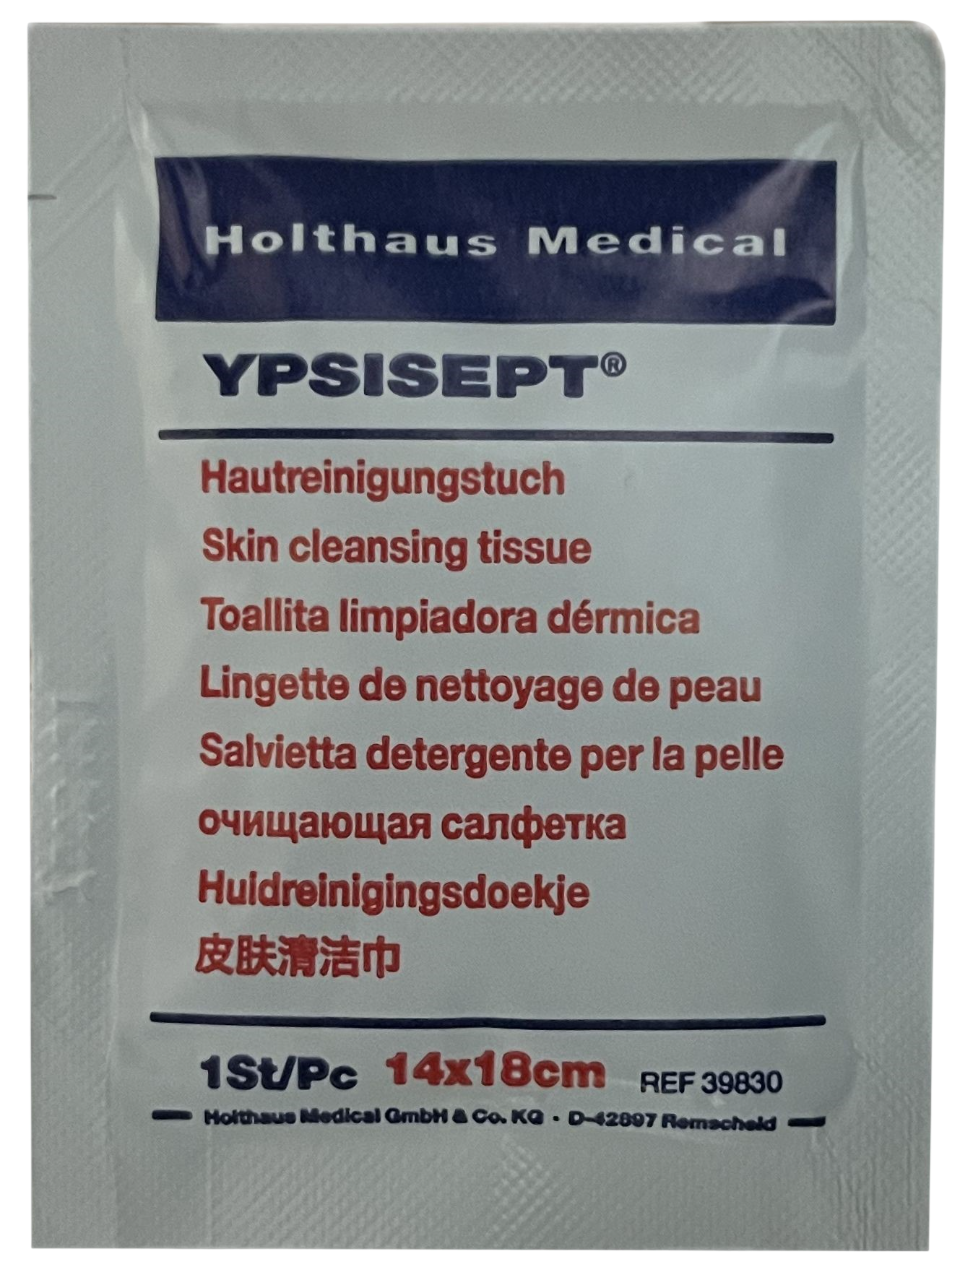 Holthaus Medical
YPSISEPT®
Hautreinigungstuch
Skin cleansing tissue
Toallita limpiadora dérmica
Lingette de nettoyage de peau
Salvietta detergente per la pelle
очищающая салфетка
Huidreinigingsdoekje
皮肤清洁巾
1St/Pc 14x18cm REF 39830
Holthaus Medical GmbH & Co. KG · D-42897 Remscheid